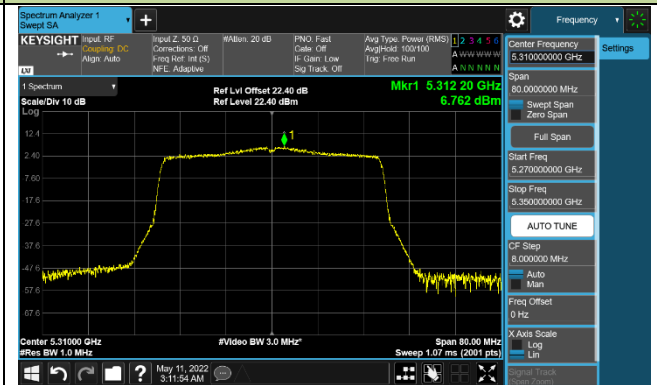 Spectrum Analyzer 1
Swept SA
+
Frequency
KEYSIGHT
Input: RF
Coupling: DC
Align: Auto
Input Z: 50 Ω
Corrections: Off
Freq Ref: Int (S)
NFE: Adaptive
#Atten: 20 dB
PNO: Fast
Gate: Off
IF Gain: Low
Sig Track: Off
Avg Type: Power (RMS)
Avg|Hold: 100/100
Trig: Free Run
1 2 3 4 5 6
A W W W W W
A N N N N N
LXI
Center Frequency
5.310000000 GHz
Settings
Span
80.0000000 MHz
Swept Span
Zero Span
Full Span
Start Freq
5.270000000 GHz
Stop Freq
5.350000000 GHz
AUTO TUNE
CF Step
8.000000 MHz
Auto
Man
Freq Offset
0 Hz
X Axis Scale
Log
Lin
Signal Track
(Span Zoom)
1 Spectrum
Scale/Div 10 dB
Log
Ref Lvl Offset 22.40 dB
Ref Level 22.40 dBm
Mkr1 5.312 20 GHz
6.762 dBm
1
12.4
2.40
-7.60
-17.6
-27.6
-37.6
-47.6
-57.6
-67.6
Center 5.31000 GHz
#Res BW 1.0 MHz
#Video BW 3.0 MHz*
Span 80.00 MHz
Sweep 1.07 ms (2001 pts)
?
May 11, 2022
3:11:54 AM